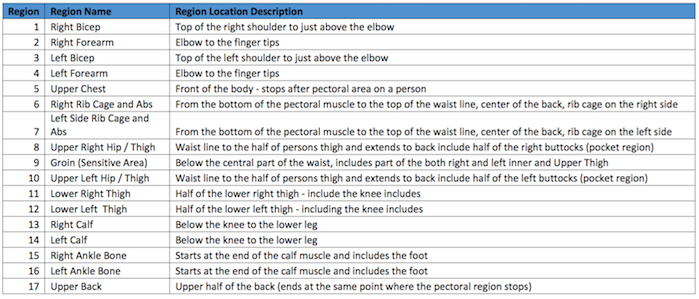 Region Region Name Region Location Description
1 Right Bicep Top of the right shoulder to just above the elbow
2 Right Forearm Elbow to the finger tips
3 Left Bicep Top of the left shoulder to just above the elbow
4 Left Forearm Elbow to the finger tips
5 Upper Chest Front of the body - stops after pectoral area on a person
6 Right Rib Cage and Abs From the bottom of the pectoral muscle to the top of the waist line, center of the back, rib cage on the right side
Left Side Rib Cage and
7 Abs From the bottom of the pectoral muscle to the top of the waist line, center of the back, rib cage on the left side
8 Upper Right Hip / Thigh Waist line to the half of persons thigh and extends to back include half of the right buttocks (pocket region)
9 Groin (Sensitive Area) Below the central part of the waist, includes part of the both right and left inner and Upper Thigh
10 Upper Left Hip / Thigh Waist line to the half of persons thigh and extends to back include half of the left buttocks (pocket region)
11 Lower Right Thigh Half of the lower right thigh - include the knee includes
12 Lower Left Thigh Half of the lower left thigh - including the knee includes
13 Right Calf Below the knee to the lower leg
14 Left Calf Below the knee to the lower leg
15 Right Ankle Bone Starts at the end of the calf muscle and includes the foot
16 Left Ankle Bone Starts at the end of the calf muscle and includes the foot
17 Upper Back Upper half of the back (ends at the same point where the pectoral region stops)